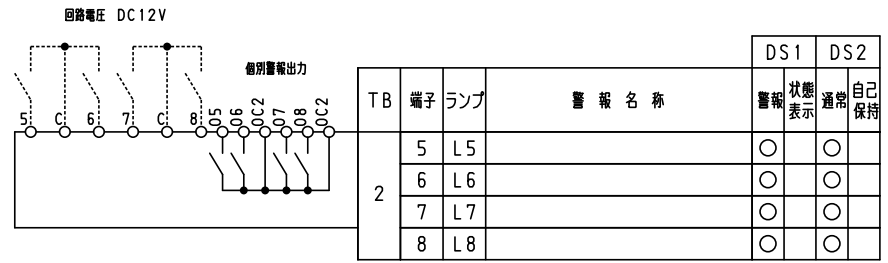 回路電圧 DC12V
個別警報出力
5 C 6 7 C 8 O5 O6 OC2 O7 O8 OC2
DS1 DS2
TB 端子 ランプ 警報名称 警報 状態表示 通常 自己保持
2
5 L5 ○ ○
6 L6 ○ ○
7 L7 ○ ○
8 L8 ○ ○